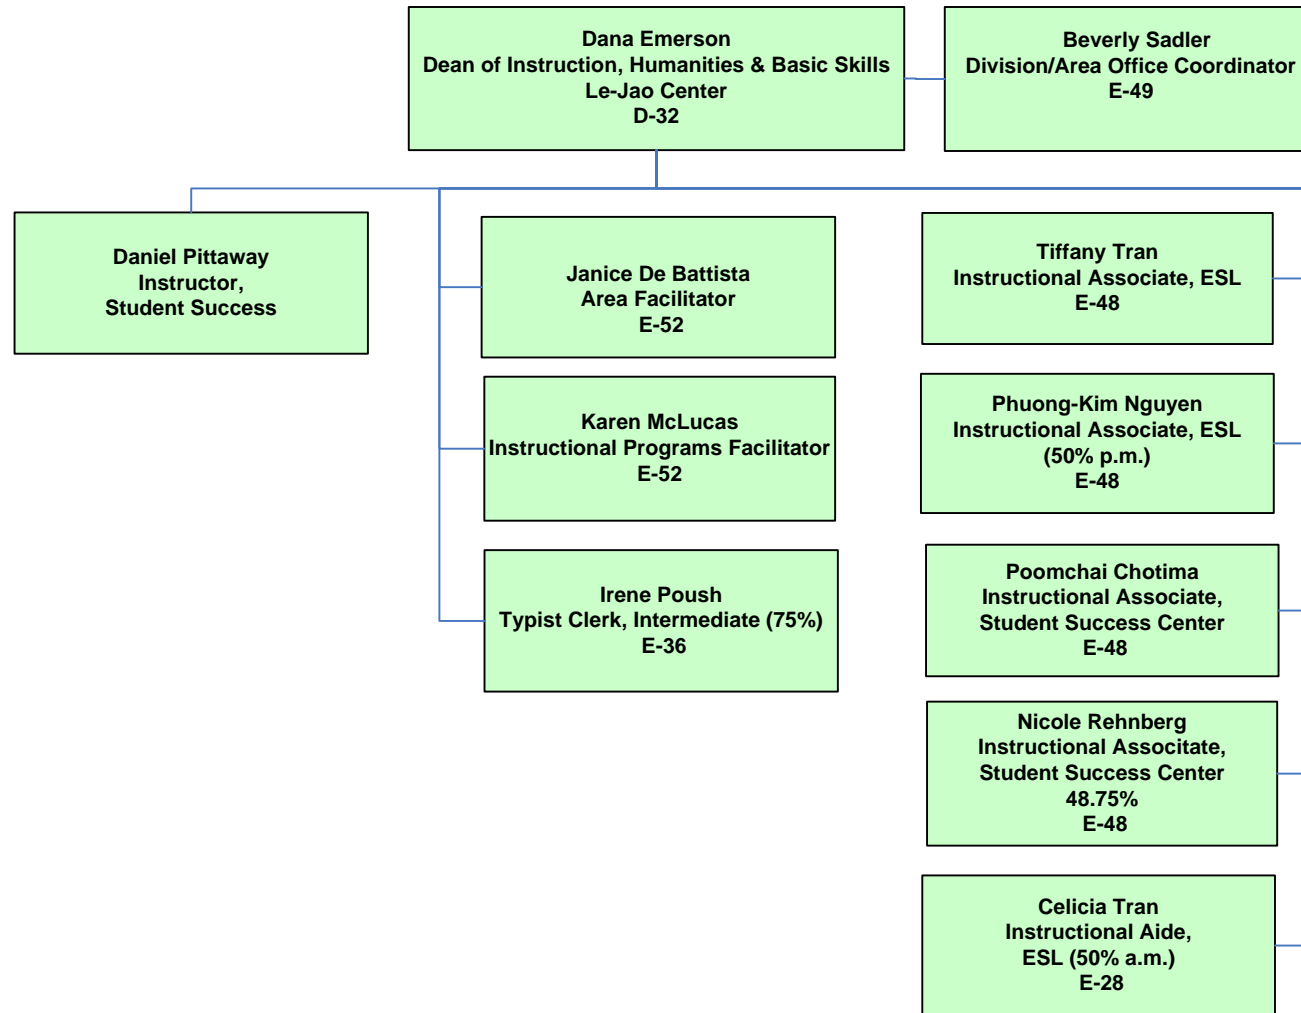 Dana Emerson
Dean of Instruction, Humanities & Basic Skills
Le-Jao Center
D-32
Beverly Sadler
Division/Area Office Coordinator
E-49
Daniel Pittaway
Instructor,
Student Success
Janice De Battista
Area Facilitator
E-52
Karen McLucas
Instructional Programs Facilitator
E-52
Irene Poush
Typist Clerk, Intermediate (75%)
E-36
Tiffany Tran
Instructional Associate, ESL
E-48
Phuong-Kim Nguyen
Instructional Associate, ESL
(50% p.m.)
E-48
Poomchai Chotima
Instructional Associate,
Student Success Center
E-48
Nicole Rehnberg
Instructional Associtate,
Student Success Center
48.75%
E-48
Celicia Tran
Instructional Aide,
ESL (50% a.m.)
E-28